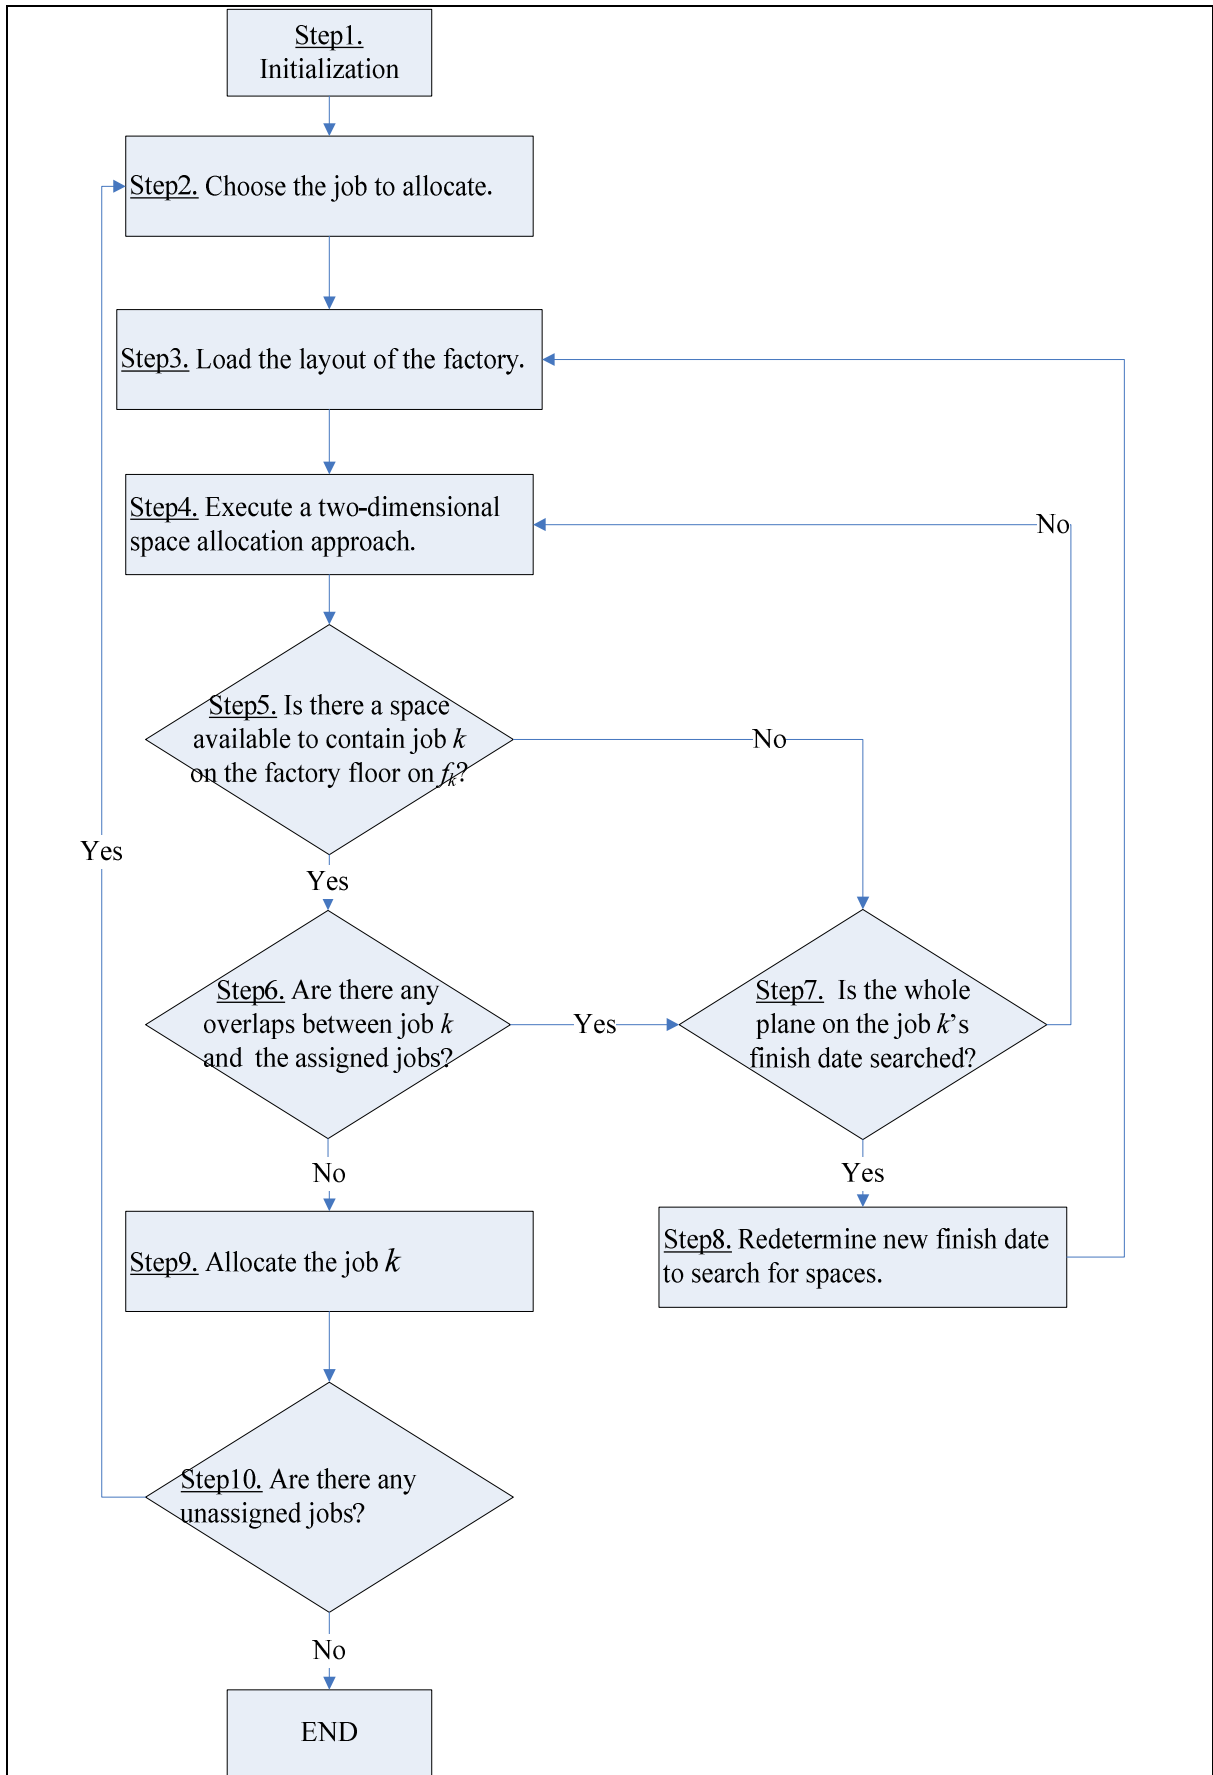 Step1.
Initialization
Step2. Choose the job to allocate.
Step3. Load the layout of the factory.
Step4. Execute a two-dimensional
space allocation approach.
No
Step5. Is there a space
available to contain job k
on the factory floor on fk?
No
Yes
Yes
Step6. Are there any
overlaps between job k
and the assigned jobs?
Yes
Step7. Is the whole
plane on the job k's
finish date searched?
No
Yes
Step9. Allocate the job k
Step8. Redetermine new finish date
to search for spaces.
Step10. Are there any
unassigned jobs?
No
END